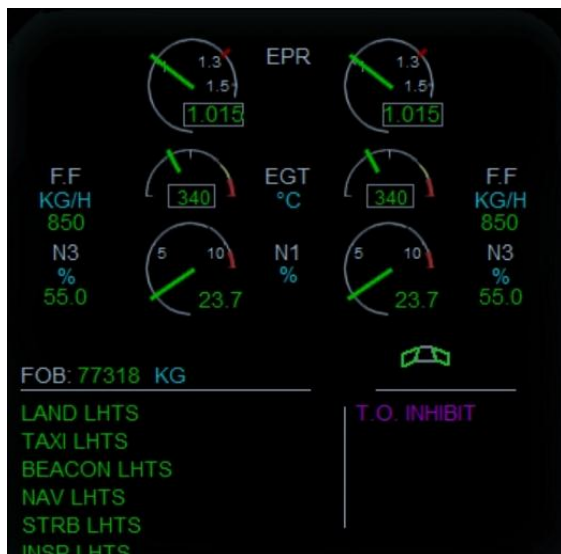 1.3 EPR 1.3
1.5 1.5
1.015 1.015
F.F EGT F.F
KG/H 340 °C 340 KG/H
850 850
N3 5 10 N1 5 10 N3
% % %
55.0 23.7 23.7 55.0
FOB: 77318 KG
LAND LHTS T.O. INHIBIT
TAXI LHTS
BEACON LHTS
NAV LHTS
STRB LHTS
INSP LHTS